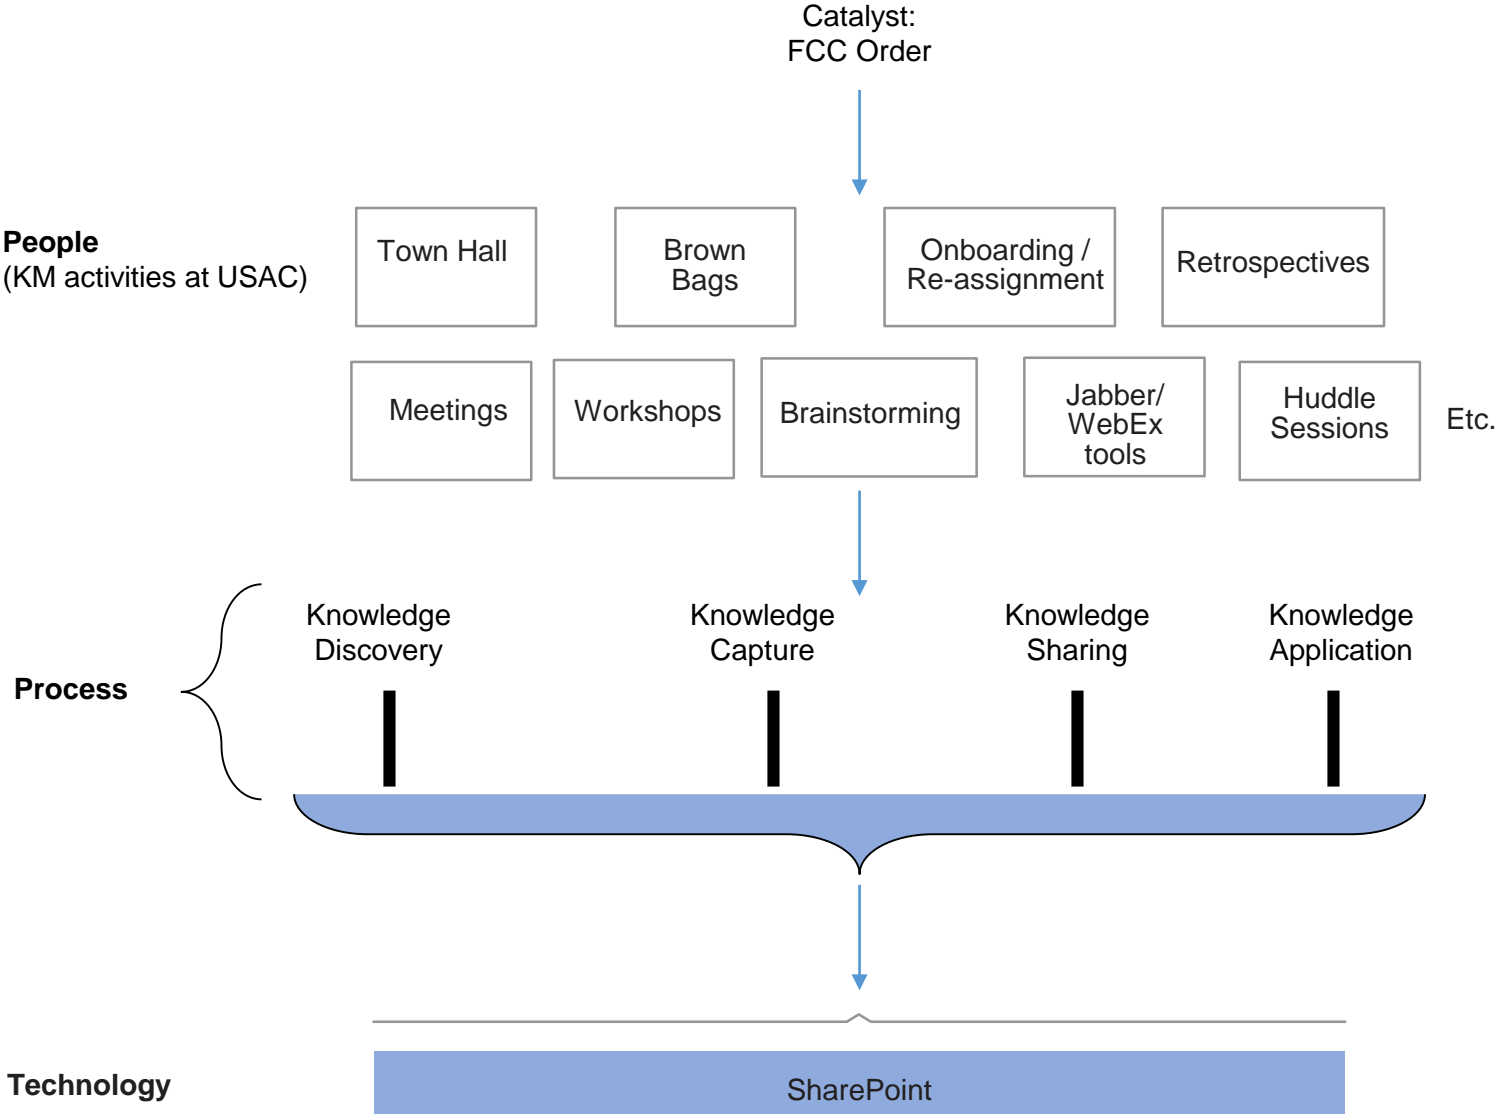 Catalyst:
FCC Order
People
(KM activities at USAC)
Town Hall
Brown
Bags
Onboarding /
Re-assignment
Retrospectives
Meetings
Workshops
Brainstorming
Jabber/
WebEx
tools
Huddle
Sessions
Etc.
Process
Knowledge
Discovery
Knowledge
Capture
Knowledge
Sharing
Knowledge
Application
Technology
SharePoint